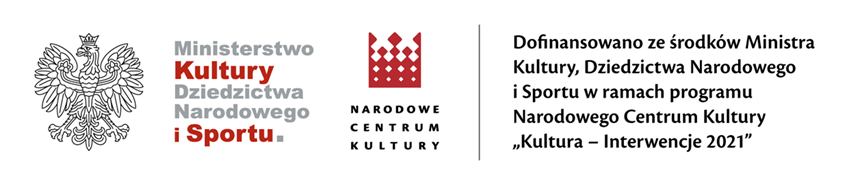 Ministerstwo
Kultury
Dziedzictwa
Narodowego
i Sportu.
NARODOWE
CENTRUM
KULTURY
Dofinansowano ze środków Ministra
Kultury, Dziedzictwa Narodowego
i Sportu w ramach programu
Narodowego Centrum Kultury
„Kultura – Interwencje 2021”